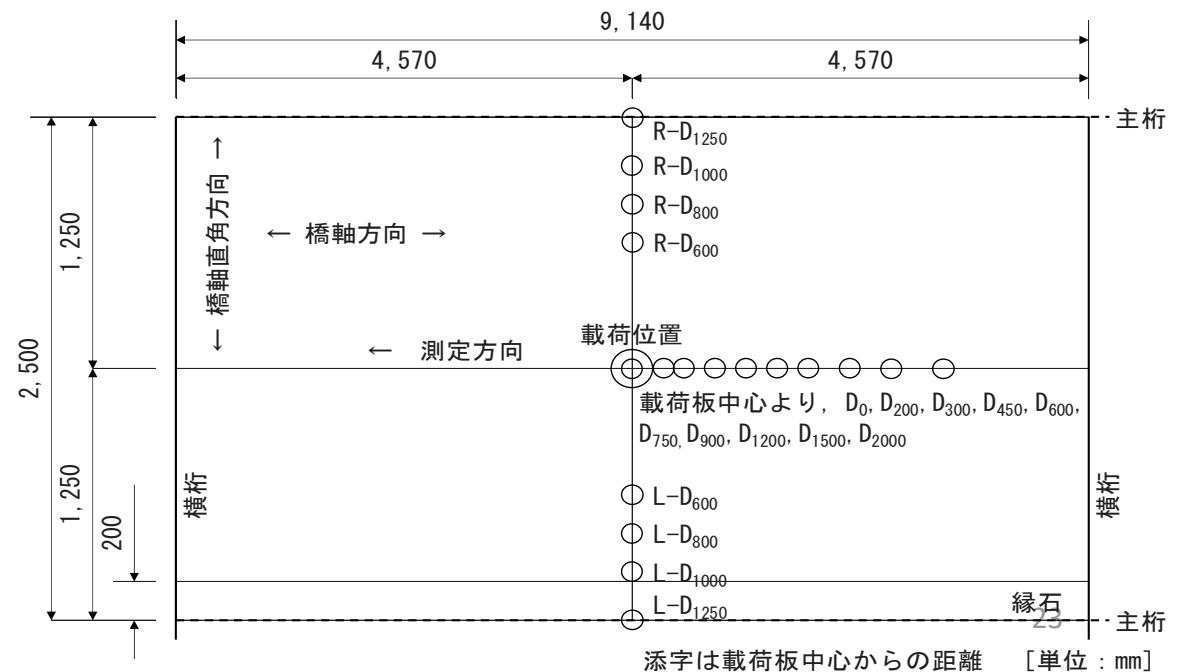 9,140
4,570
4,570
主桁
R-D1250
R-D1000
R-D800
R-D600
1,250
← 橋軸直角方向 →
← 橋軸方向 →
2,500
載荷位置
← 測定方向
載荷板中心より, D0, D200, D300, D450, D600,
D750, D900, D1200, D1500, D2000
1,250
200
横桁
横桁
L-D600
L-D800
L-D1000
L-D1250
縁石
23
主桁
添字は載荷板中心からの距離 [単位:mm]